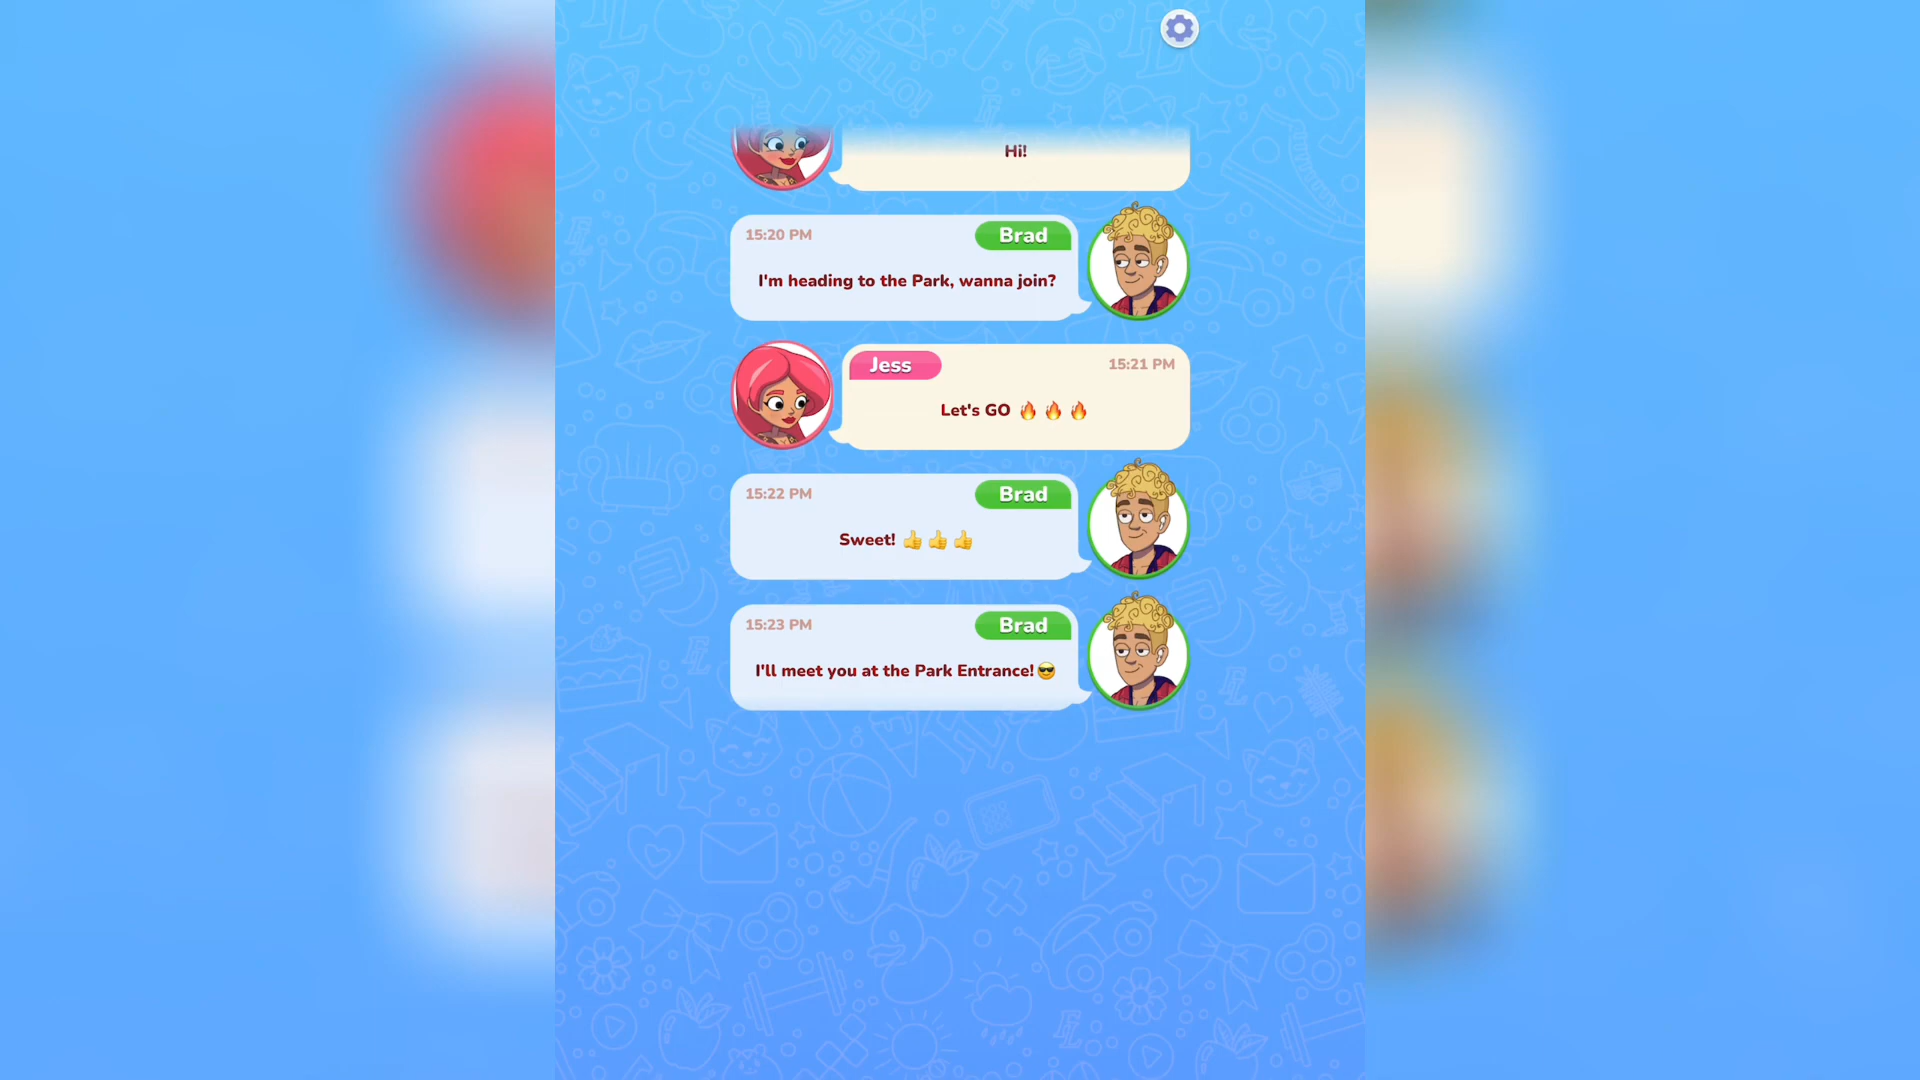 Hi!
15:20 PM
Brad
I'm heading to the Park, wanna join?
Jess
15:21 PM
Let's GO 🔥🔥🔥
15:22 PM
Brad
Sweet! 👍👍👍
15:23 PM
Brad
I'll meet you at the Park Entrance!😎
HELLO!